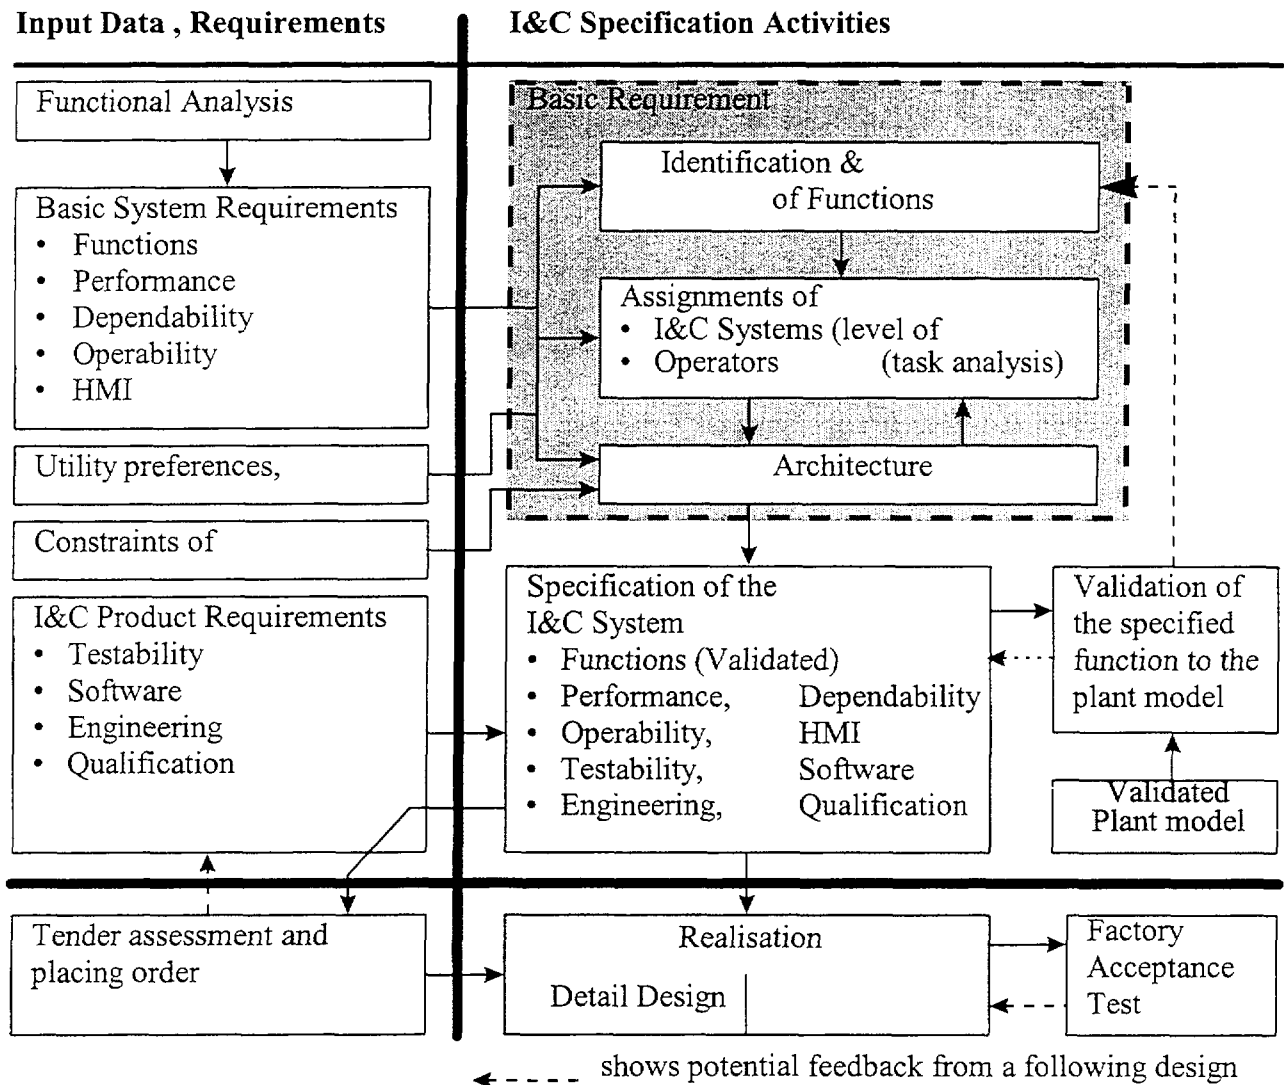 Input Data , Requirements
I&C Specification Activities
Functional Analysis
Basic System Requirements
• Functions
• Performance
• Dependability
• Operability
• HMI
Utility preferences,
Constraints of
I&C Product Requirements
• Testability
• Software
• Engineering
• Qualification
Tender assessment and
placing order
Basic Requirement
Identification &
of Functions
Assignments of
• I&C Systems (level of
• Operators (task analysis)
Architecture
Specification of the
I&C System
• Functions (Validated)
• Performance, Dependability
• Operability, HMI
• Testability, Software
• Engineering, Qualification
Validation of
the specified
function to the
plant model
Validated
Plant model
Realisation
Detail Design
Factory
Acceptance
Test
shows potential feedback from a following design